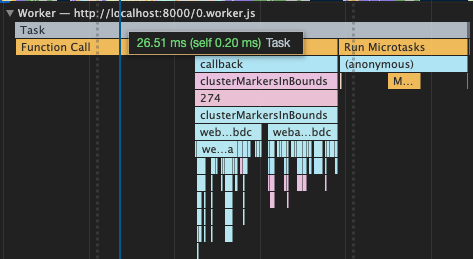 Worker — http://localhost:8000/0.worker.js
Task
Function Call
26.51 ms (self 0.20 ms) Task
Run Microtasks
callback
(anonymous)
clusterMarkersInBounds
M...
274
clusterMarkersInBounds
web...bdc
weba...bdc
we...a